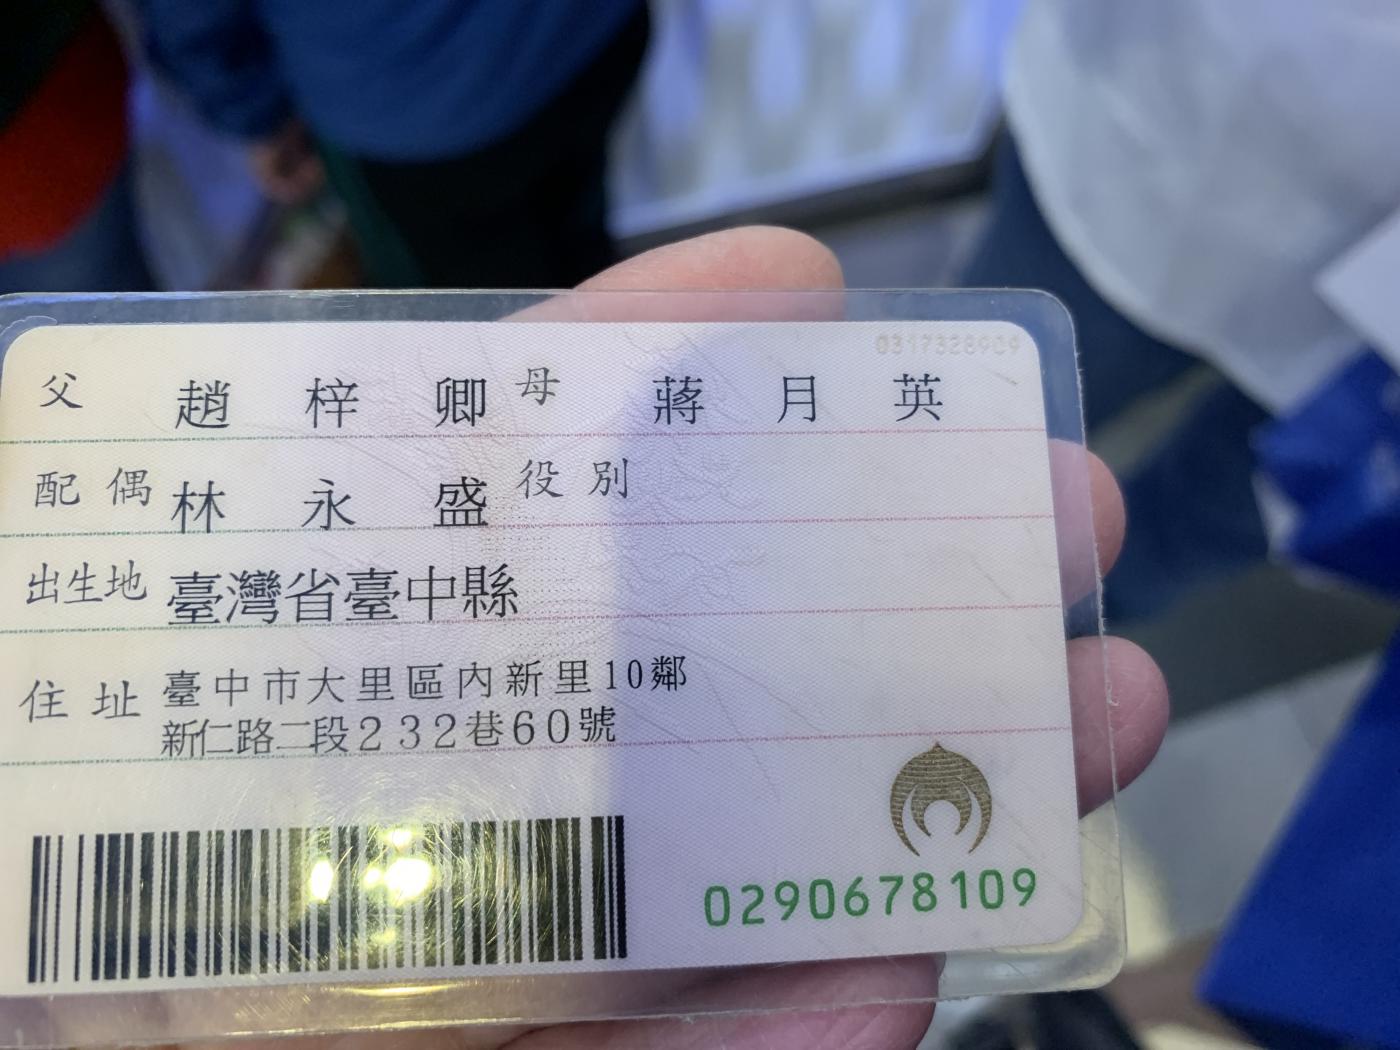 0347328909
父 趙梓卿 母 蔣月英
配偶 林永盛 役別
出生地 臺灣省臺中縣
住址 臺中市大里區內新里10鄰
新仁路二段232巷60號
0290678109